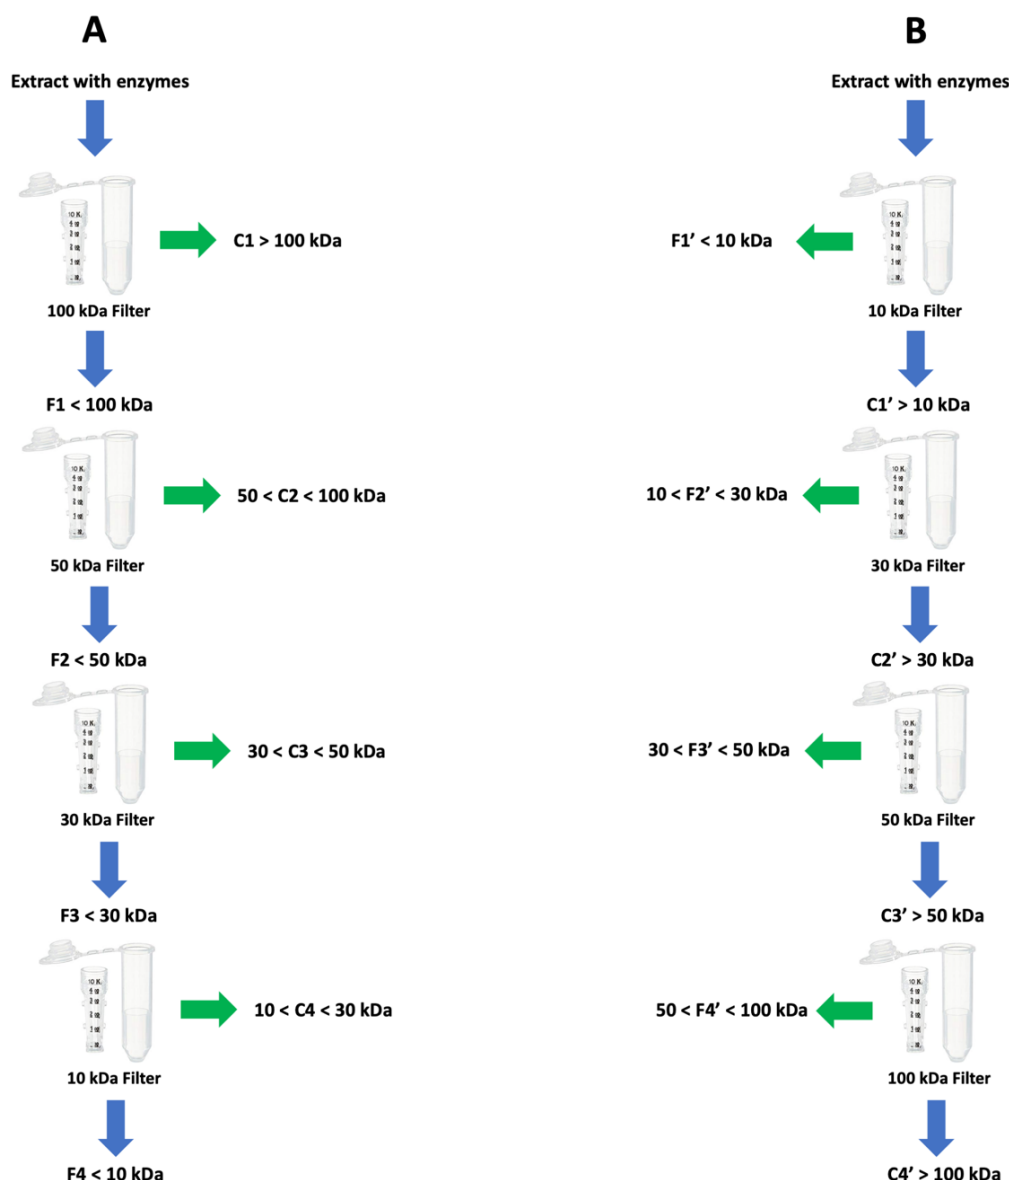 A
Extract with enzymes
C1 > 100 kDa
100 kDa Filter
F1 < 100 kDa
50 < C2 < 100 kDa
50 kDa Filter
F2 < 50 kDa
30 < C3 < 50 kDa
30 kDa Filter
F3 < 30 kDa
10 < C4 < 30 kDa
10 kDa Filter
F4 < 10 kDa
B
Extract with enzymes
F1’ < 10 kDa
10 kDa Filter
C1’ > 10 kDa
10 < F2’ < 30 kDa
30 kDa Filter
C2’ > 30 kDa
30 < F3’ < 50 kDa
50 kDa Filter
C3’ > 50 kDa
50 < F4’ < 100 kDa
100 kDa Filter
C4’ > 100 kDa